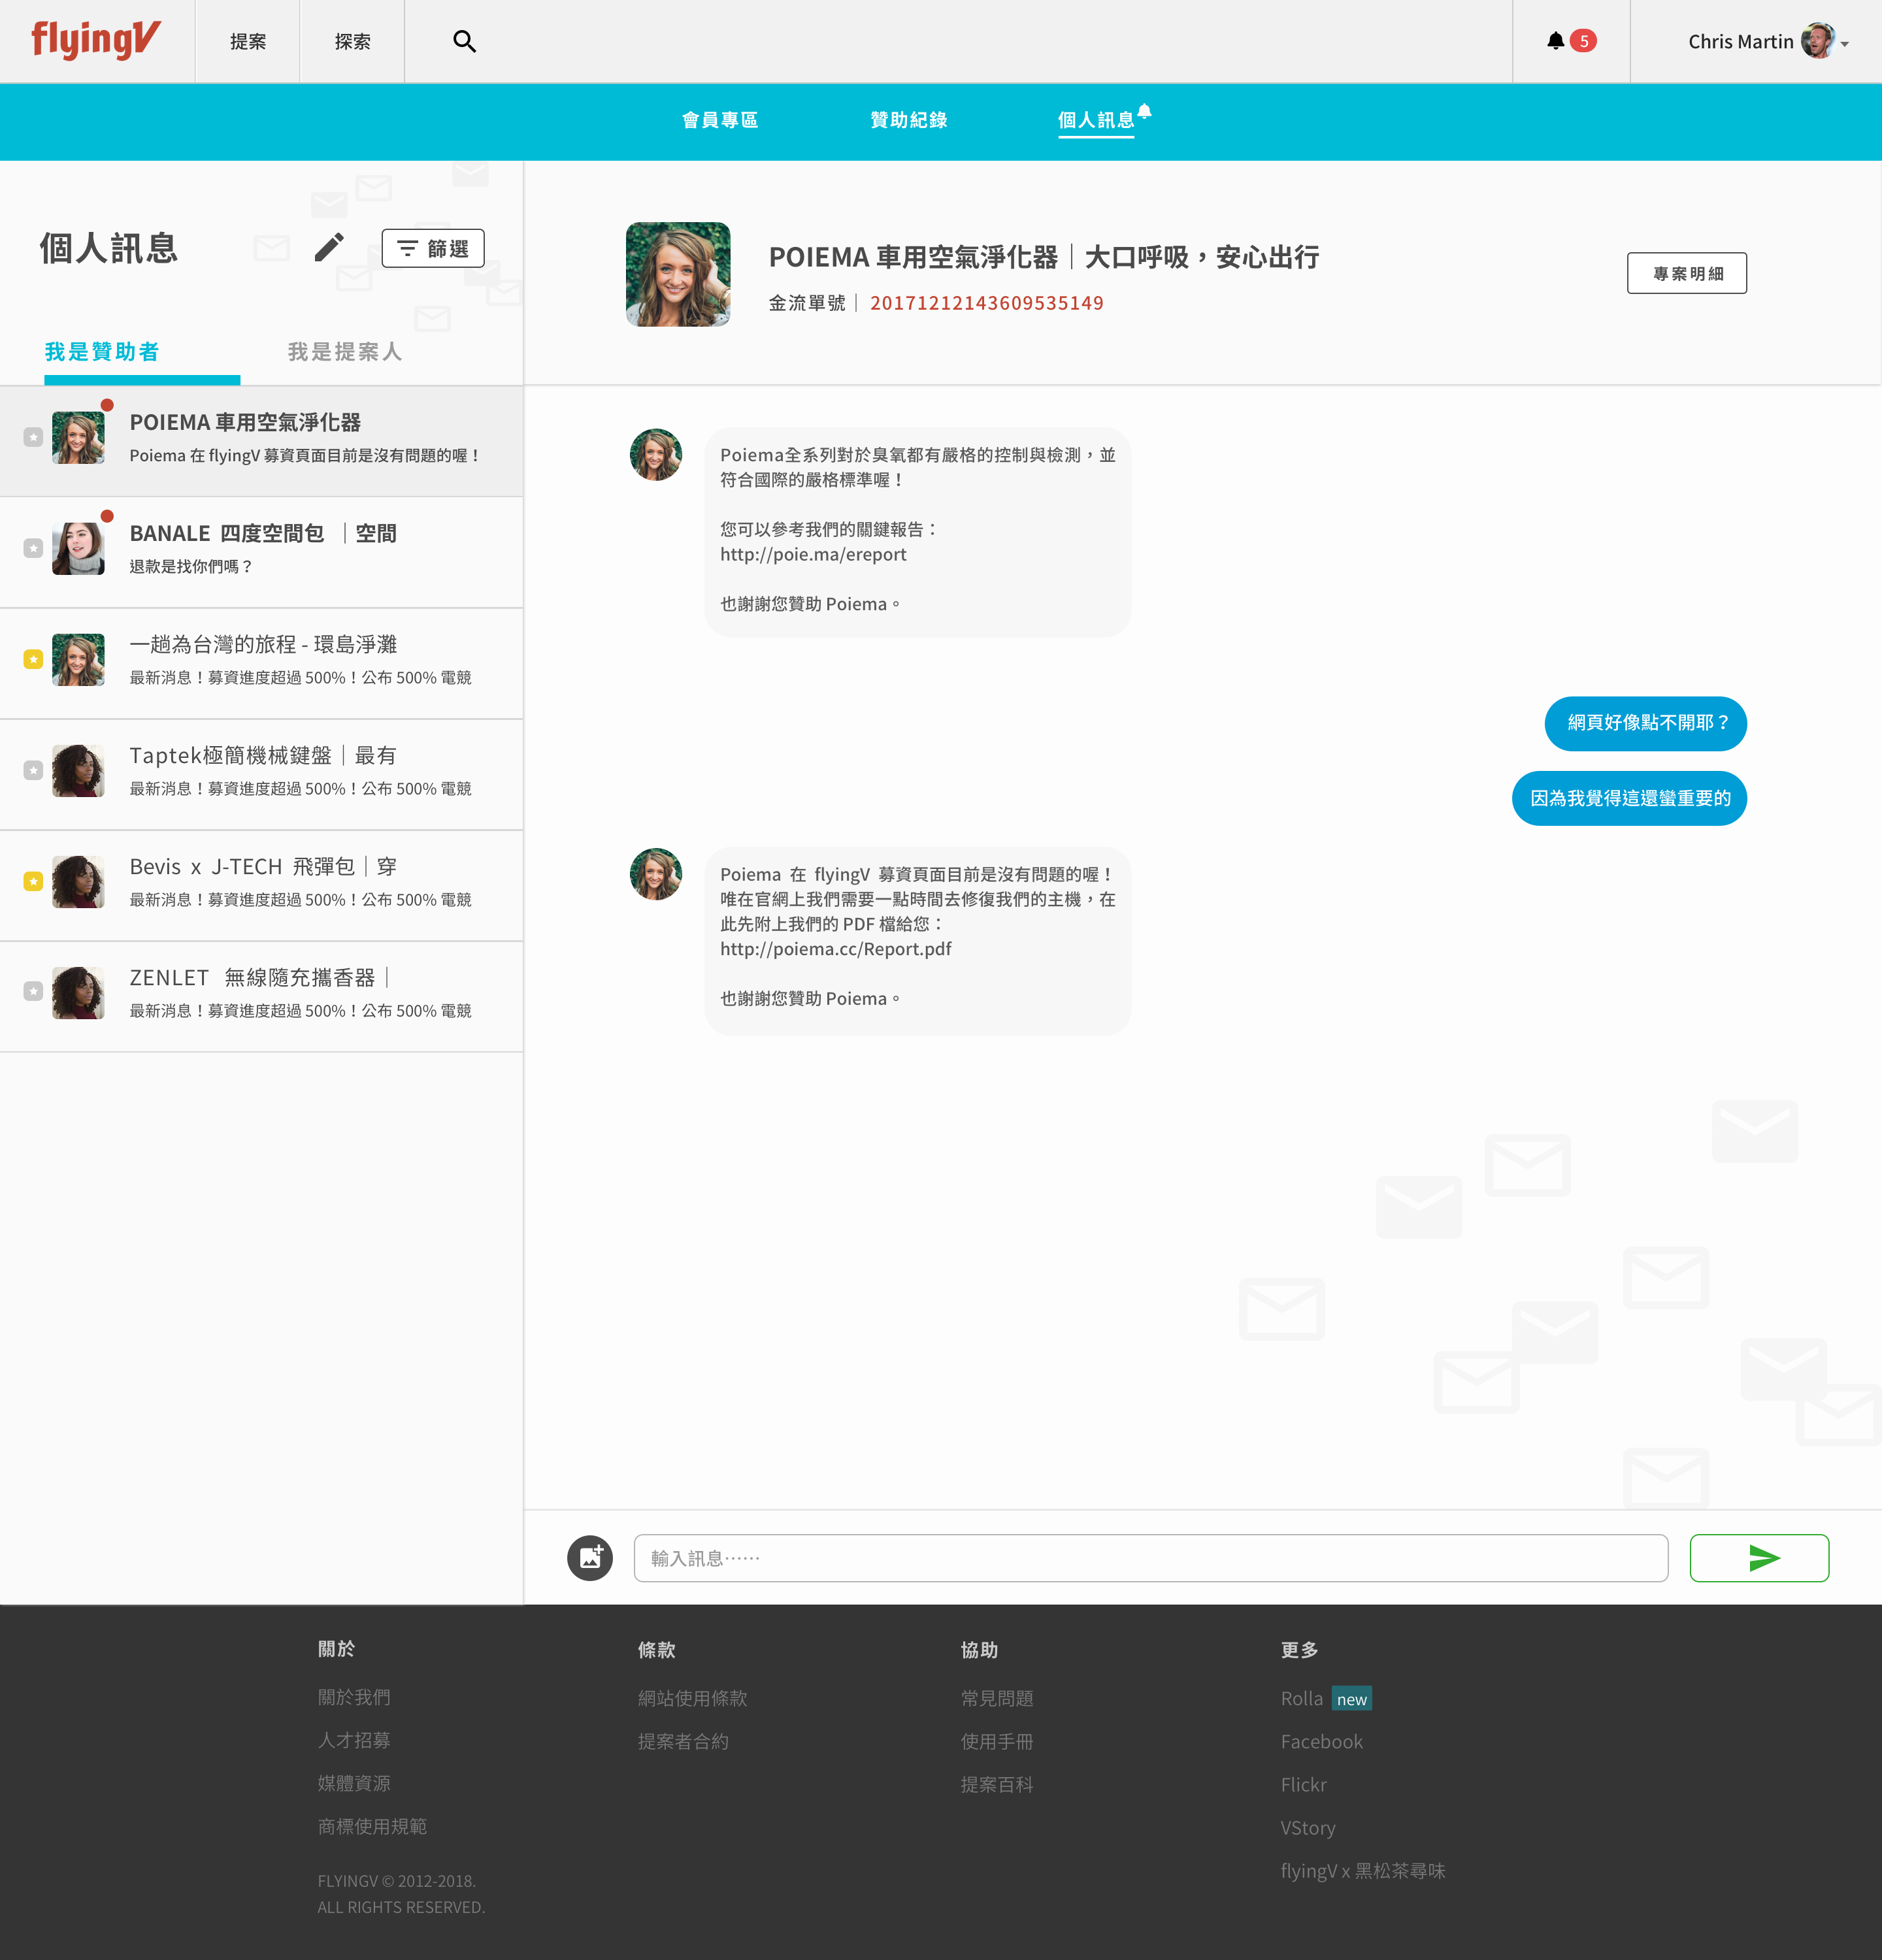 flyingV
提案
探索
5
Chris Martin
會員專區
贊助紀錄
個人訊息
個人訊息
篩選
我是贊助者
我是提案人
POIEMA 車用空氣淨化器
Poiema 在 flyingV 募資頁面目前是沒有問題的喔！
BANALE 四度空間包 ｜空間
退款是找你們嗎？
一趟為台灣的旅程 - 環島淨灘
最新消息！募資進度超過 500%！公布 500% 電競
Taptek極簡機械鍵盤｜最有
最新消息！募資進度超過 500%！公布 500% 電競
Bevis x J-TECH 飛彈包｜穿
最新消息！募資進度超過 500%！公布 500% 電競
ZENLET 無線隨充攜香器｜
最新消息！募資進度超過 500%！公布 500% 電競
POIEMA 車用空氣淨化器｜大口呼吸，安心出行
金流單號｜ 20171212143609535149
專案明細
Poiema全系列對於臭氧都有嚴格的控制與檢測，並
符合國際的嚴格標準喔！
您可以參考我們的關鍵報告：
http://poie.ma/ereport
也謝謝您贊助 Poiema。
網頁好像點不開耶？
因為我覺得這還蠻重要的
Poiema 在 flyingV 募資頁面目前是沒有問題的喔！
唯在官網上我們需要一點時間去修復我們的主機，在
此先附上我們的 PDF 檔給您：
http://poiema.cc/Report.pdf
也謝謝您贊助 Poiema。
輸入訊息⋯⋯
關於
關於我們
人才招募
媒體資源
商標使用規範
FLYINGV © 2012-2018.
ALL RIGHTS RESERVED.
條款
網站使用條款
提案者合約
協助
常見問題
使用手冊
提案百科
更多
Rolla new
Facebook
Flickr
VStory
flyingV x 黑松茶尋味